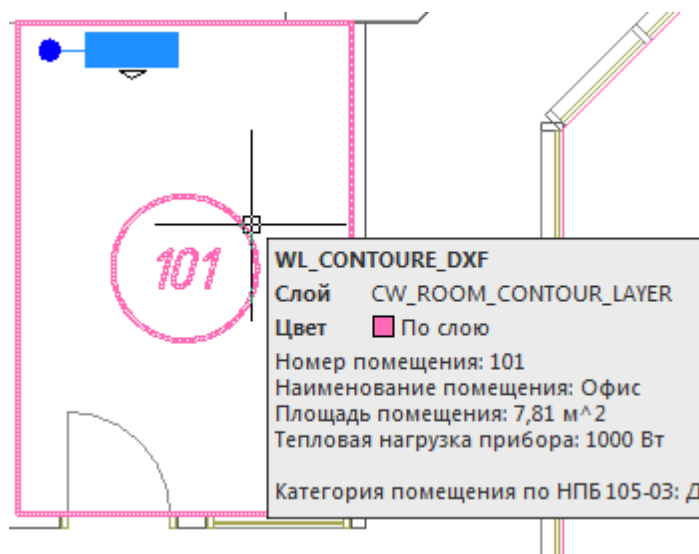 101
WL_CONTOURE_DXF
Слой CW_ROOM_CONTOUR_LAYER
Цвет По слою
Номер помещения: 101
Наименование помещения: Офис
Площадь помещения: 7,81 м^2
Тепловая нагрузка прибора: 1000 Вт
Категория помещения по НПБ 105-03: Д